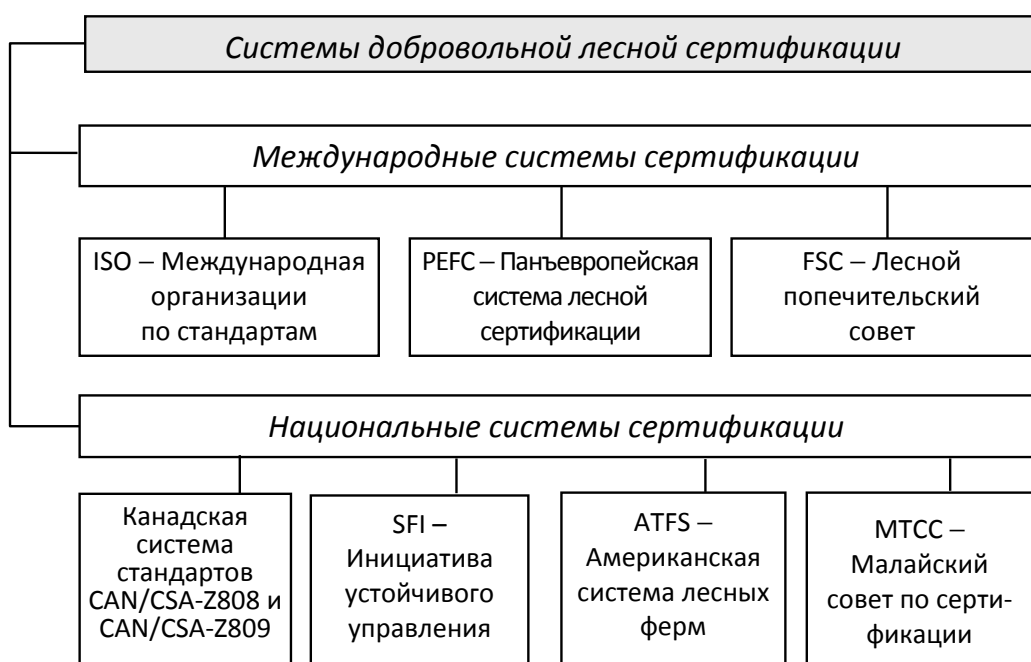 Системы добровольной лесной сертификации
Международные системы сертификации
ISO – Международная
организации
по стандартам
PEFC – Панъевропейская
система лесной
сертификации
FSC – Лесной
попечительский
совет
Национальные системы сертификации
Канадская
система
стандартов
CAN/CSA-Z808 и
CAN/CSA-Z809
SFI –
Инициатива
устойчивого
управления
ATFS –
Американская
система лесных
ферм
MTCC –
Малайский
совет по серти-
фикации